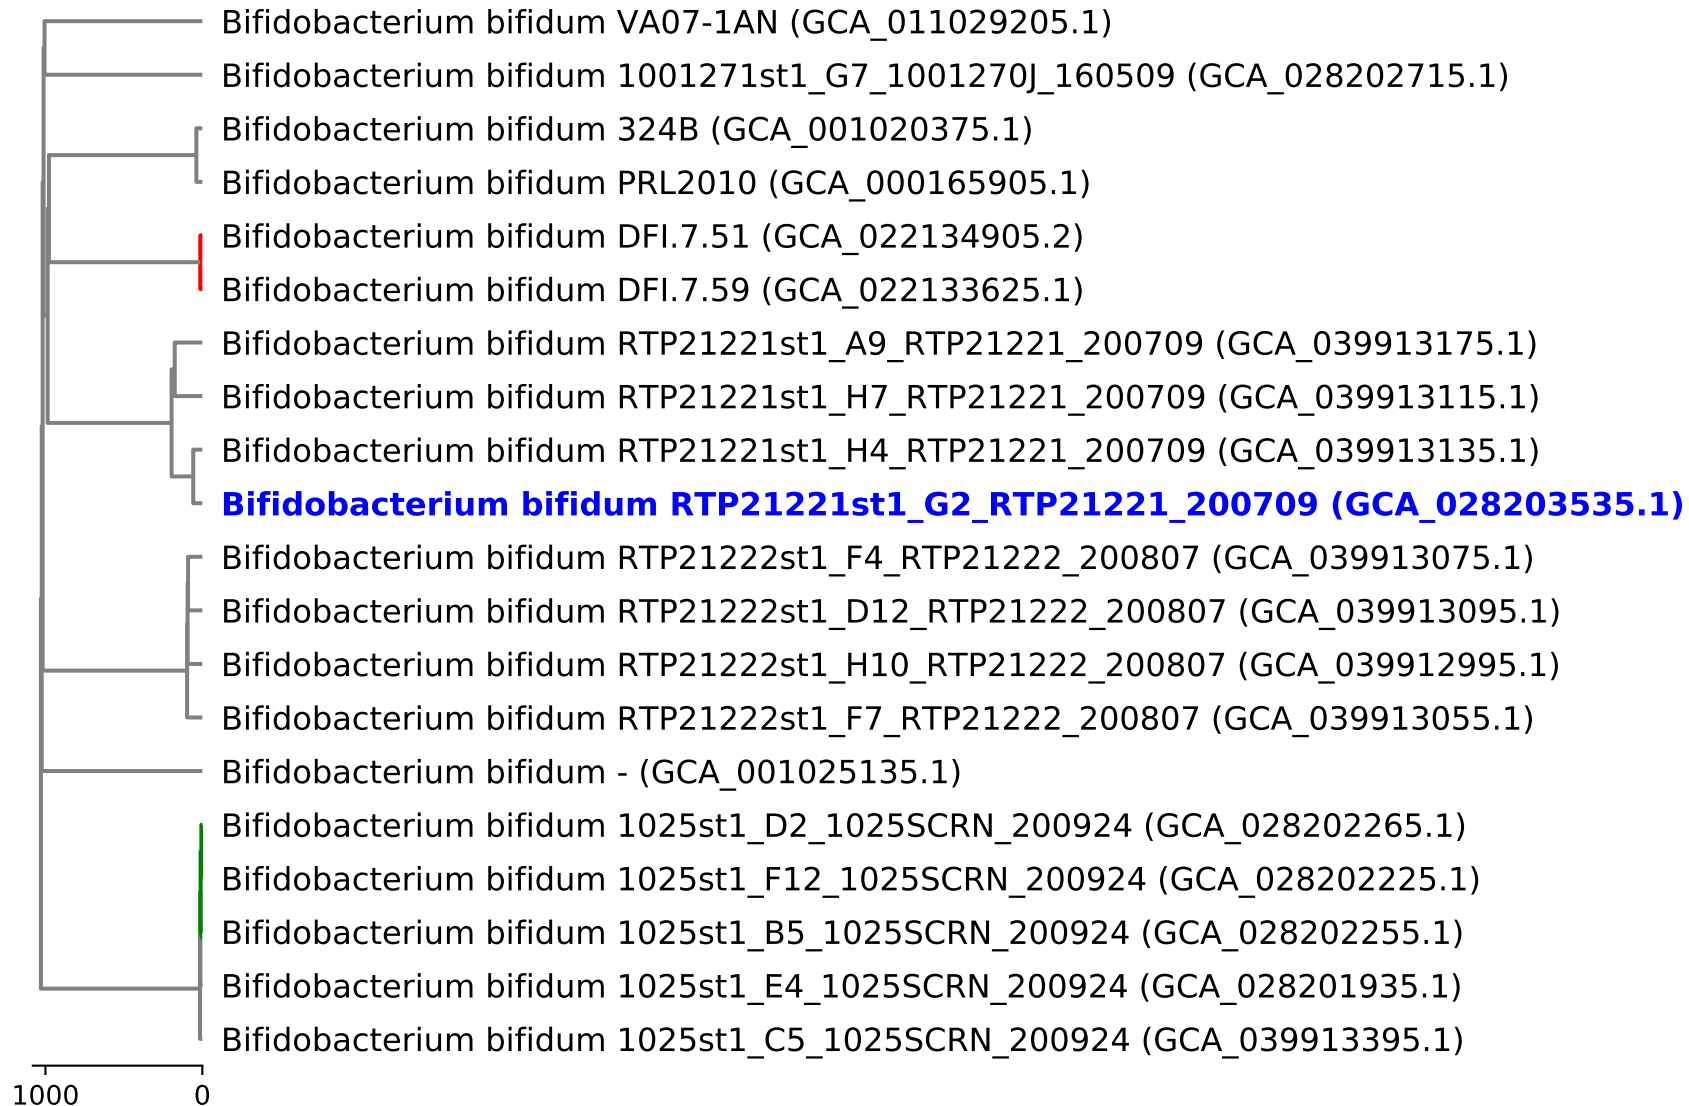 Bifidobacterium bifidum VA07-1AN (GCA_011029205.1)
Bifidobacterium bifidum 1001271st1_G7_1001270J_160509 (GCA_028202715.1)
Bifidobacterium bifidum 324B (GCA_001020375.1)
Bifidobacterium bifidum PRL2010 (GCA_000165905.1)
Bifidobacterium bifidum DFI.7.51 (GCA_022134905.2)
Bifidobacterium bifidum DFI.7.59 (GCA_022133625.1)
Bifidobacterium bifidum RTP21221st1_A9_RTP21221_200709 (GCA_039913175.1)
Bifidobacterium bifidum RTP21221st1_H7_RTP21221_200709 (GCA_039913115.1)
Bifidobacterium bifidum RTP21221st1_H4_RTP21221_200709 (GCA_039913135.1)
Bifidobacterium bifidum RTP21221st1_G2_RTP21221_200709 (GCA_028203535.1)
Bifidobacterium bifidum RTP21222st1_F4_RTP21222_200807 (GCA_039913075.1)
Bifidobacterium bifidum RTP21222st1_D12_RTP21222_200807 (GCA_039913095.1)
Bifidobacterium bifidum RTP21222st1_H10_RTP21222_200807 (GCA_039912995.1)
Bifidobacterium bifidum RTP21222st1_F7_RTP21222_200807 (GCA_039913055.1)
Bifidobacterium bifidum - (GCA_001025135.1)
Bifidobacterium bifidum 1025st1_D2_1025SCRN_200924 (GCA_028202265.1)
Bifidobacterium bifidum 1025st1_F12_1025SCRN_200924 (GCA_028202225.1)
Bifidobacterium bifidum 1025st1_B5_1025SCRN_200924 (GCA_028202255.1)
Bifidobacterium bifidum 1025st1_E4_1025SCRN_200924 (GCA_028201935.1)
Bifidobacterium bifidum 1025st1_C5_1025SCRN_200924 (GCA_039913395.1)
1000 0